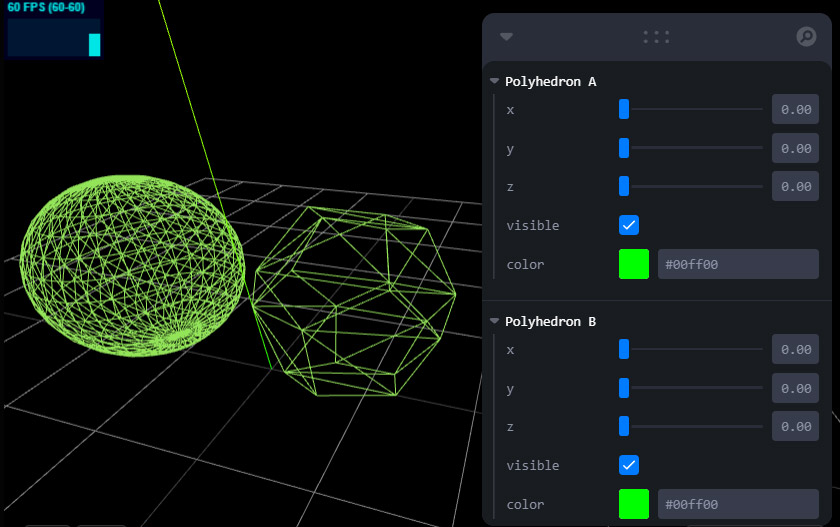 60 FPS (60-60)
Polyhedron A
x 0.00
y 0.00
z 0.00
visible
color #00ff00
Polyhedron B
x 0.00
y 0.00
z 0.00
visible
color #00ff00